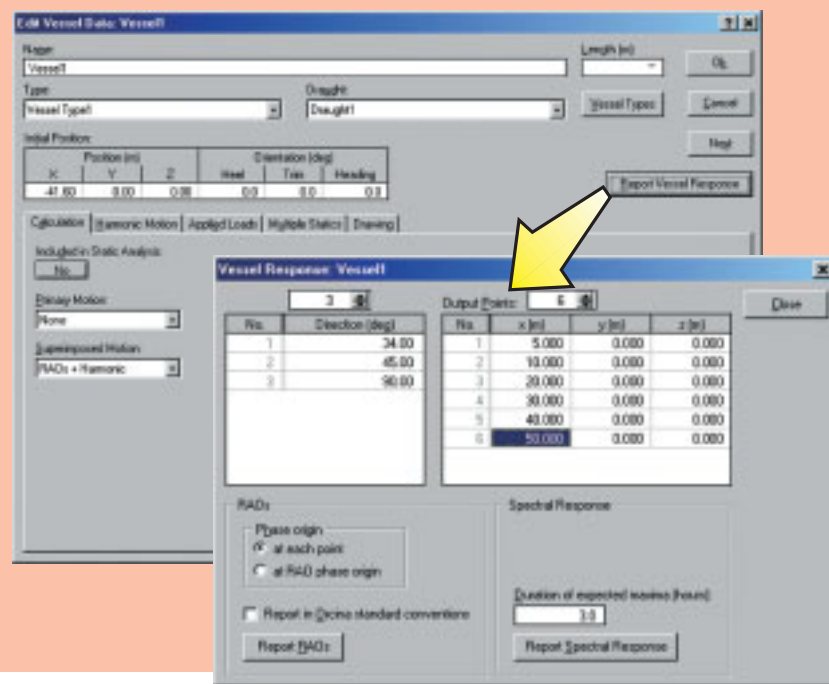 Edit Vessel Data: Vessel1
Name:
Length (m)
Vessel1
Ok
Type:
Draught:
Vessel Type1
Draught1
Vessel Types
Cancel
Initial Position:
Next
Position (m)
Orientation (deg)
X Y Z Heel Trim Heading
-41.60 0.00 0.00 0.0 0.0 0.0
Report Vessel Response
Calculation Harmonic Motion Applied Loads Multiple Statics Drawing
Included in Static Analysis:
No
Primary Motion:
None
Superimposed Motion:
RAOs + Harmonic
Vessel Response: Vessel1
3
Output Points: 6
Close
No. Direction (deg)
1 34.00
2 45.00
3 90.00
No. x (m) y (m) z (m)
1 5.000 0.000 0.000
2 10.000 0.000 0.000
3 20.000 0.000 0.000
4 30.000 0.000 0.000
5 40.000 0.000 0.000
6 50.000 0.000 0.000
RAOs
Phase origin
at each point
at RAO phase origin
Report in Orcina standard conventions
Report RAOs
Spectral Response
Duration of expected maxima (hours)
3.0
Report Spectral Response